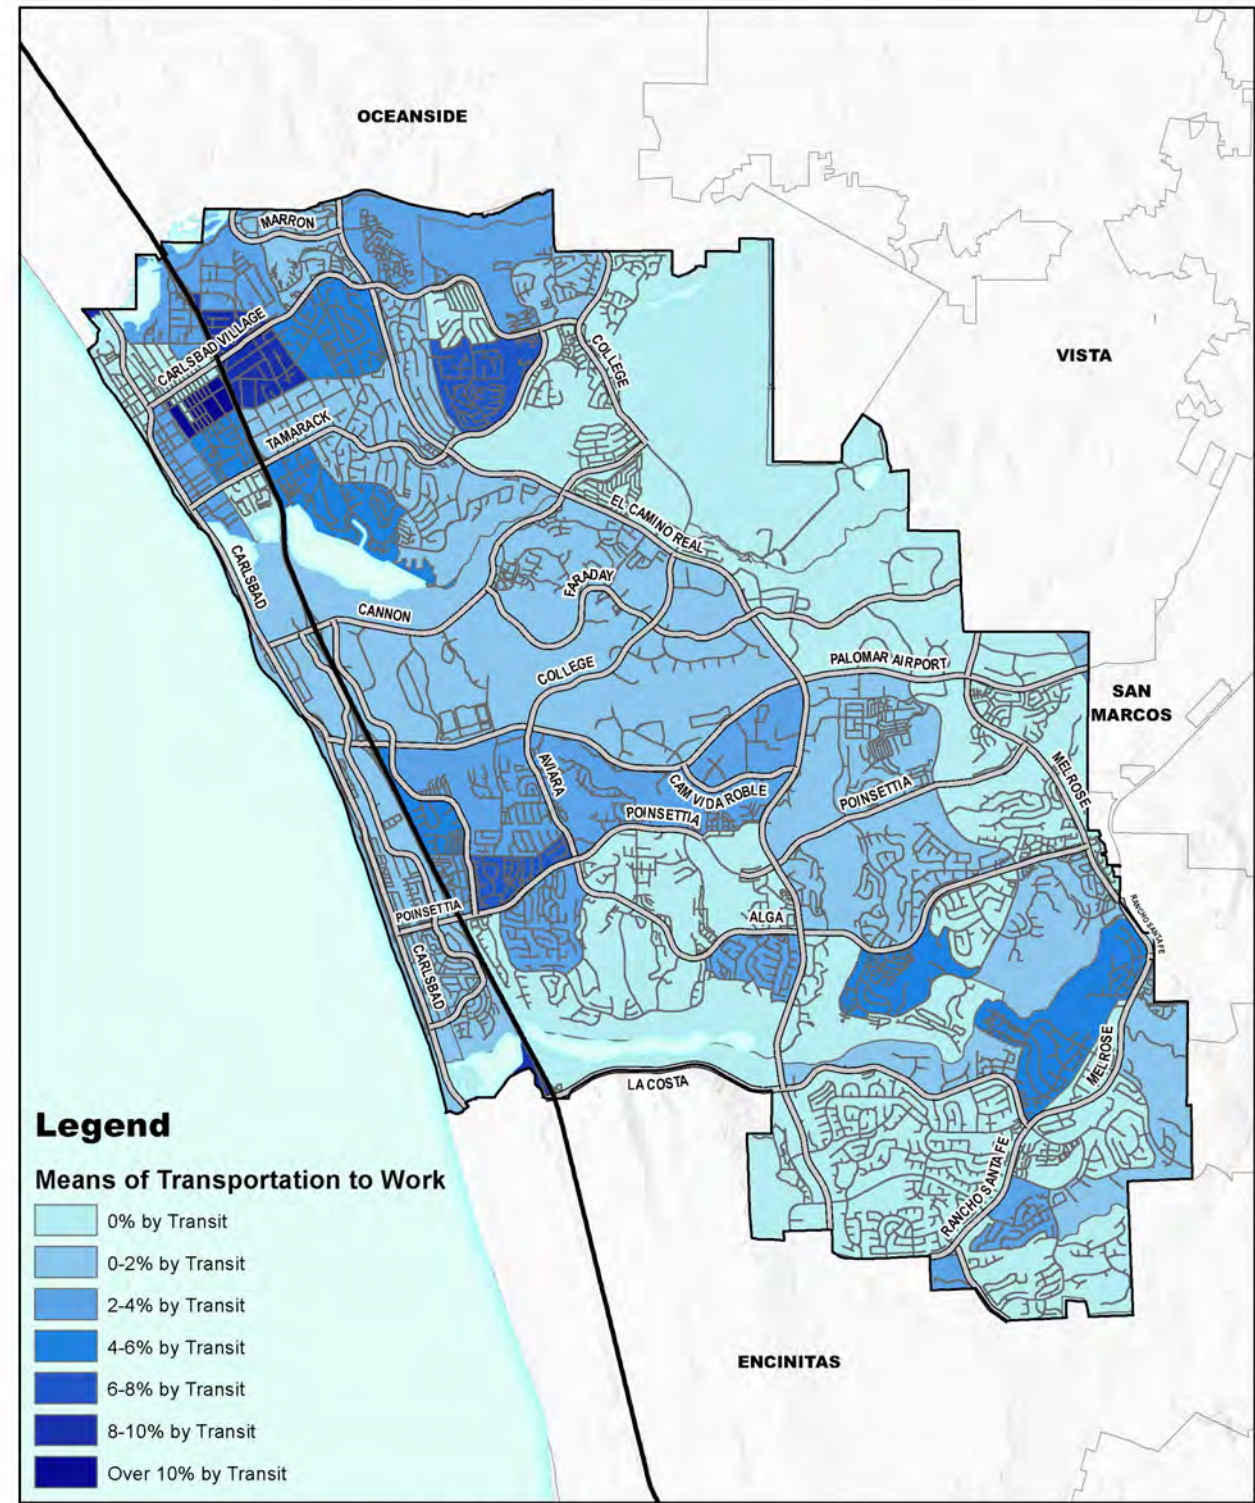 OCEANSIDE
MARRON
CARLSBAD VILLAGE
COLLEGE
VISTA
TAMARACK
EL CAMINO REAL
CARLSBAD
FARADAY
CANNON
COLLEGE
PALOMAR AIRPORT
SAN
MARCOS
AVIARA
CAM VIDA ROBLE
MELROSE
POINSETTIA
POINSETTIA
POINSETTIA
ALGA
RANCHO SANTA FE
CARLSBAD
MELROSE
LA COSTA
RANCHO SANTA FE
ENCINITAS
Legend
Means of Transportation to Work
0% by Transit
0-2% by Transit
2-4% by Transit
4-6% by Transit
6-8% by Transit
8-10% by Transit
Over 10% by Transit